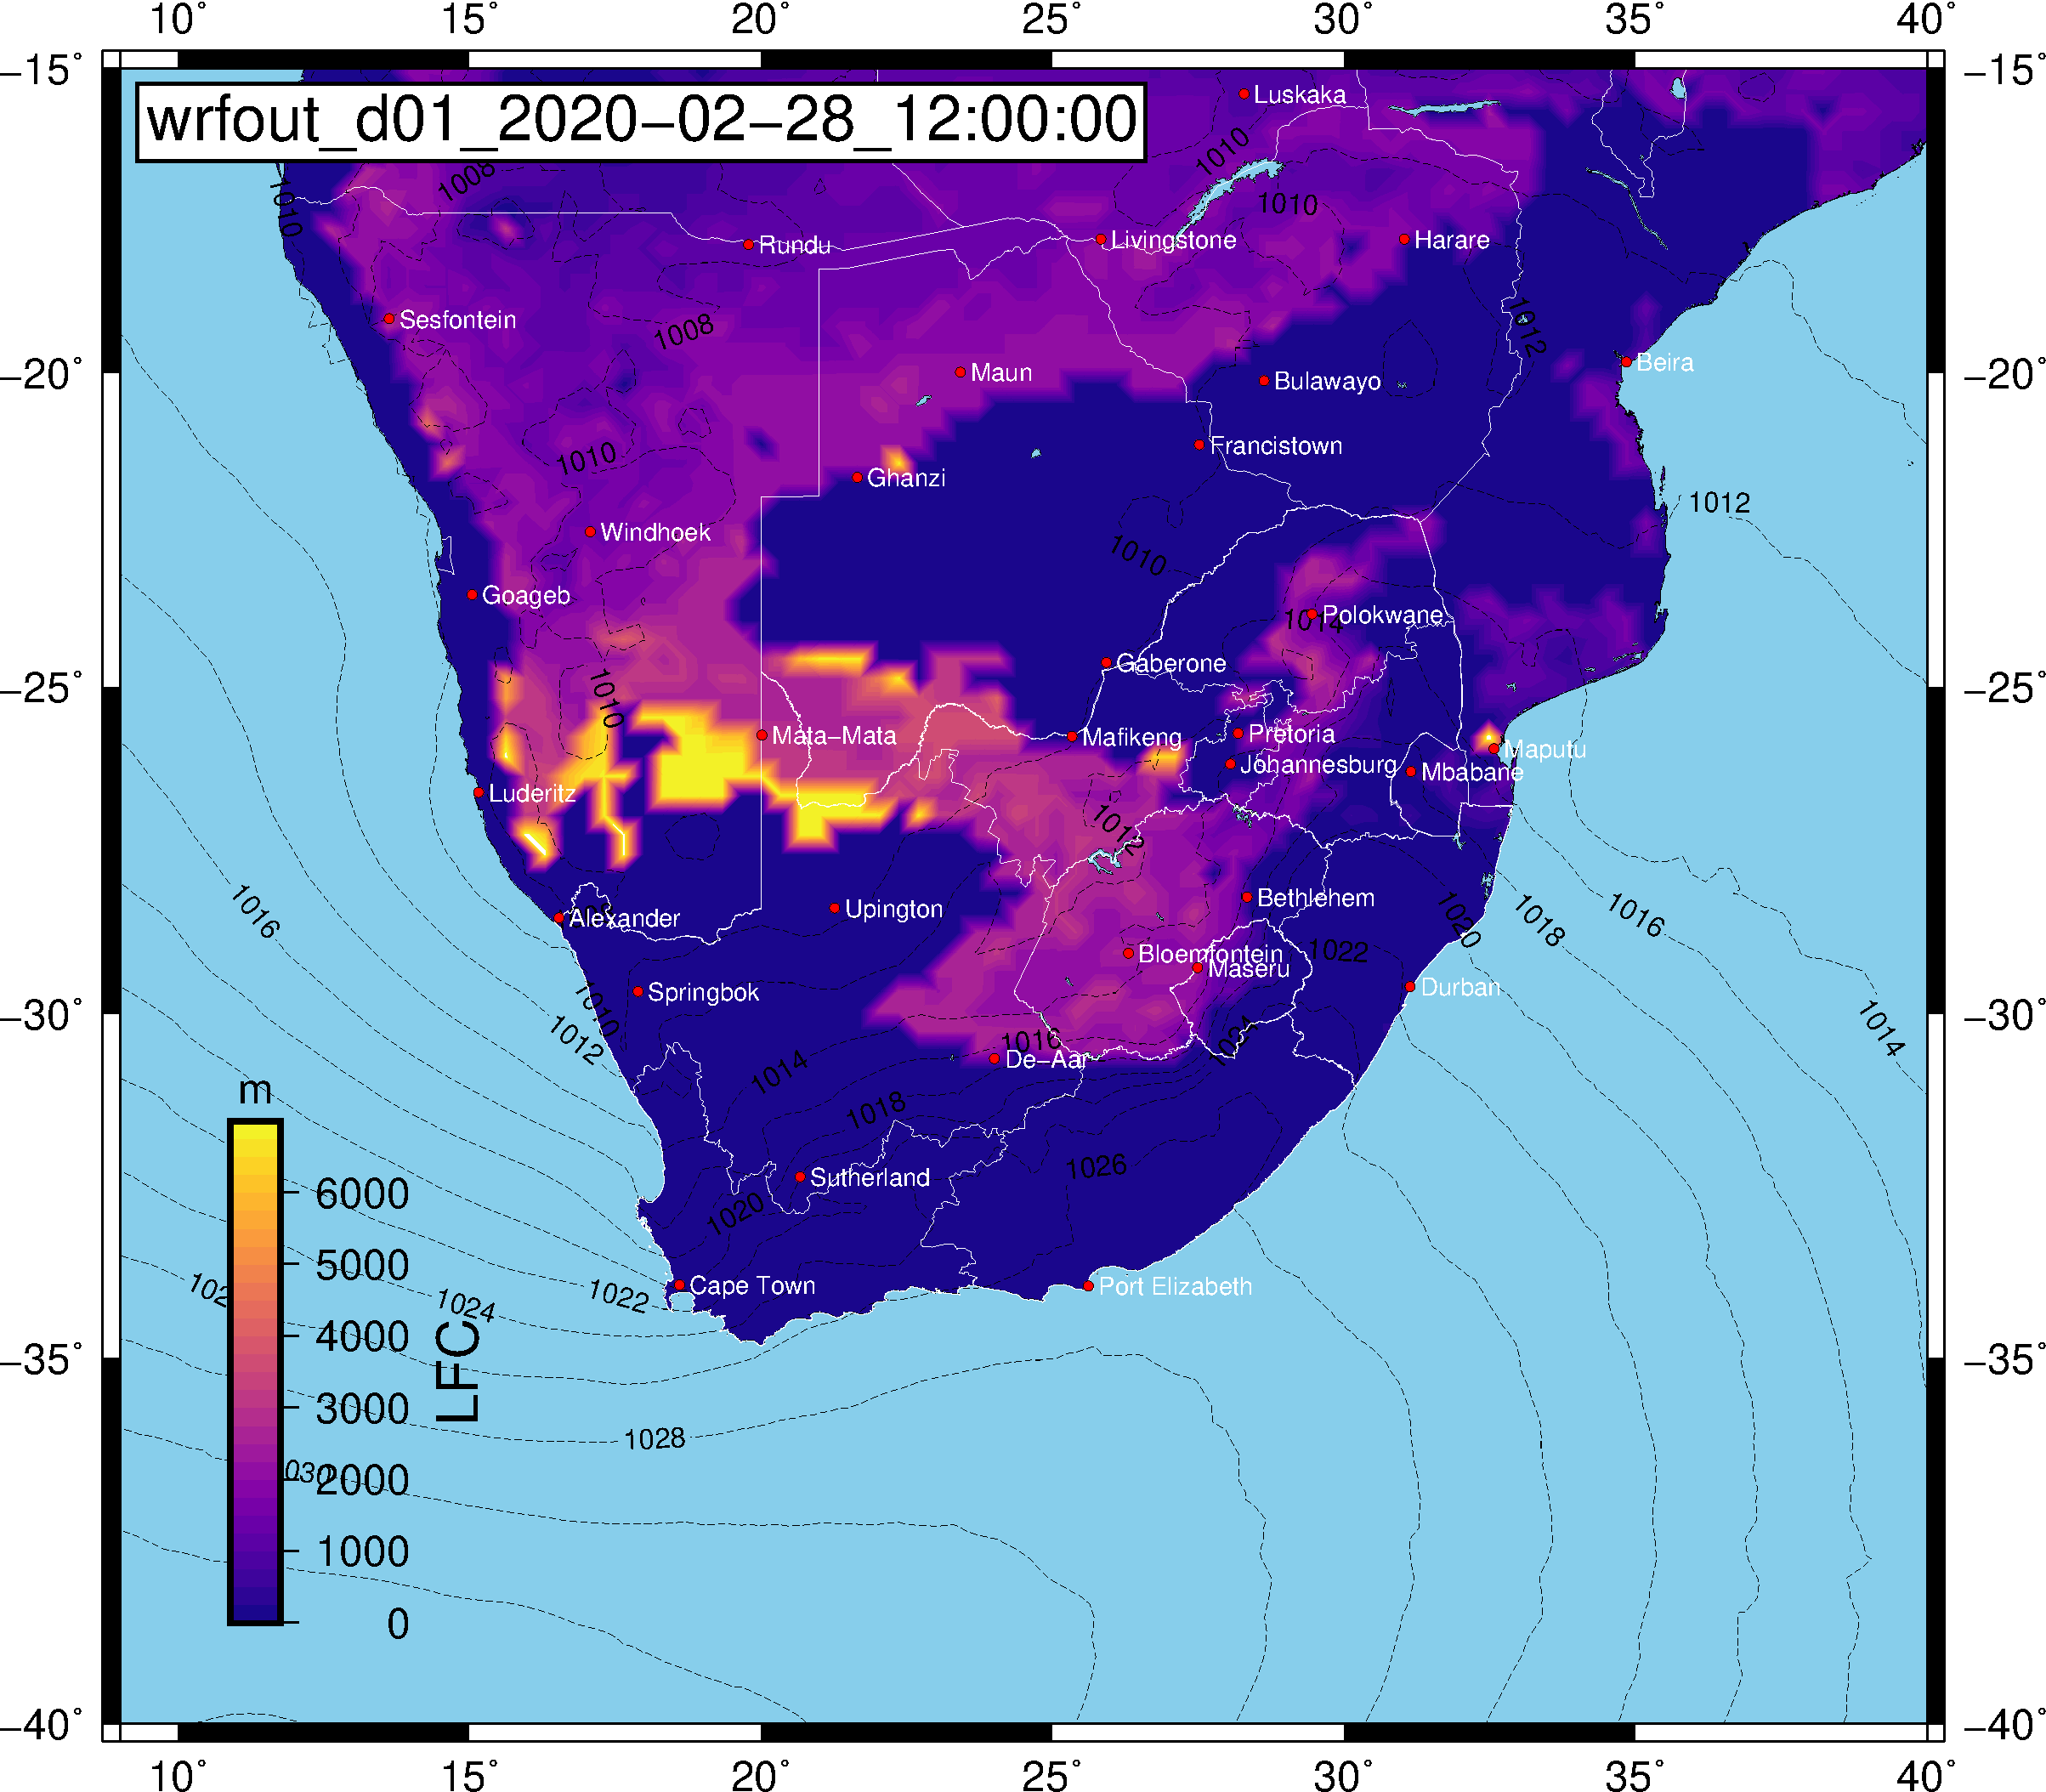 10° 15° 20° 25° 30° 35° 40°
−15° −15°
wrfout_d01_2020−02−28_12:00:00
Luskaka
1010
1008
1010
1010
Rundu
Livingstone
Harare
Sesfontein
1008
1012
−20° −20°
Maun
Bulawayo
Beira
1010
Francistown
Ghanzi
1012
Windhoek
1010
Goageb
1014
Polokwane
Gaberone
−25° −25°
1010
Mata−Mata
Mafikeng
Pretoria
Maputu
Johannesburg
Mbabane
Luderitz
1012
1016
Alexander
Upington
Bethlehem
1020
1018
1016
Bloemfontein
1022
Maseru
Springbok
Durban
1010
−30° −30°
1012
1016
1024
1014
De−Aar
1014
m
1018
1026
Sutherland
6000
1020
5000
Cape Town
Port Elizabeth
1022
1024
4000
−35° −35°
LFC
3000
1028
2000
1000
0
−40° −40°
10° 15° 20° 25° 30° 35° 40°